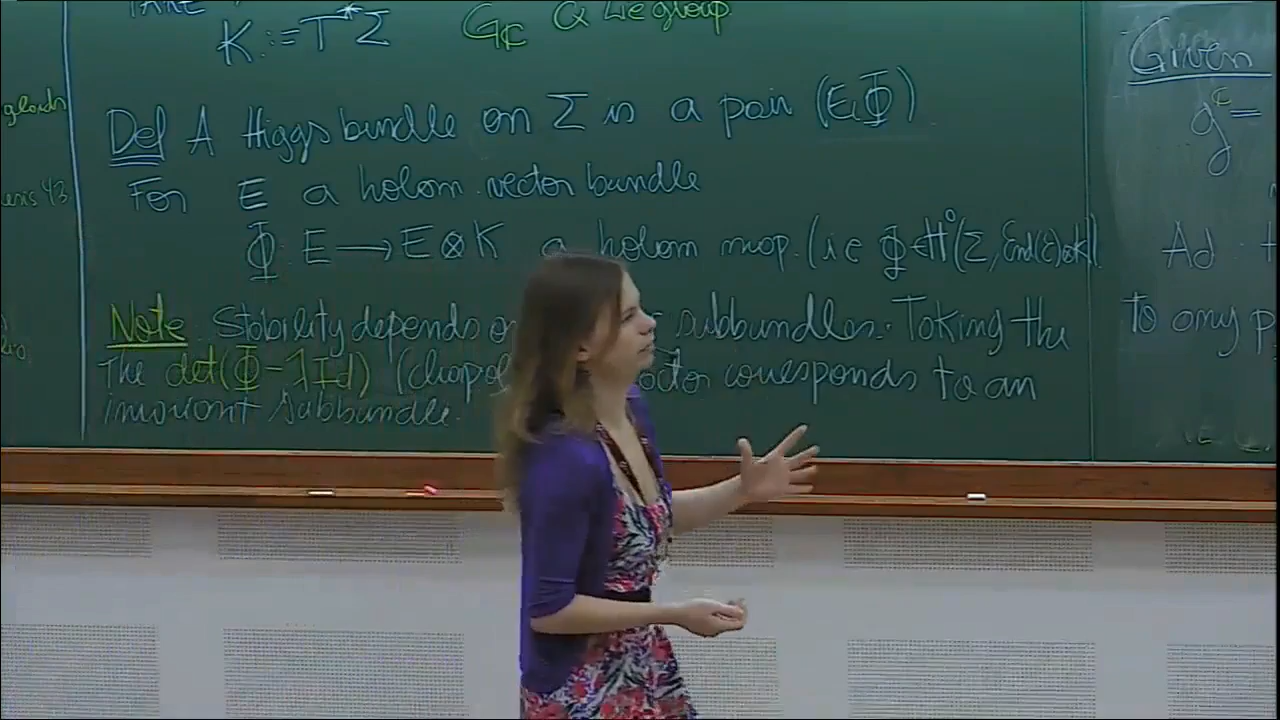 K := T*Σ G_ℂ a Lie group
Def A Higgs bundle on Σ is a pair (E, Φ)
For E a holom. vector bundle
Φ: E → E ⊗ K a holom map. (ie Φ ∈ H⁰(Σ, End(E)⊗K)
Note: Stability depends subbundles. Taking the
The det(Φ - λId) corresponds to an
invariant subbundle.
Given
g^c =
Ad
To any